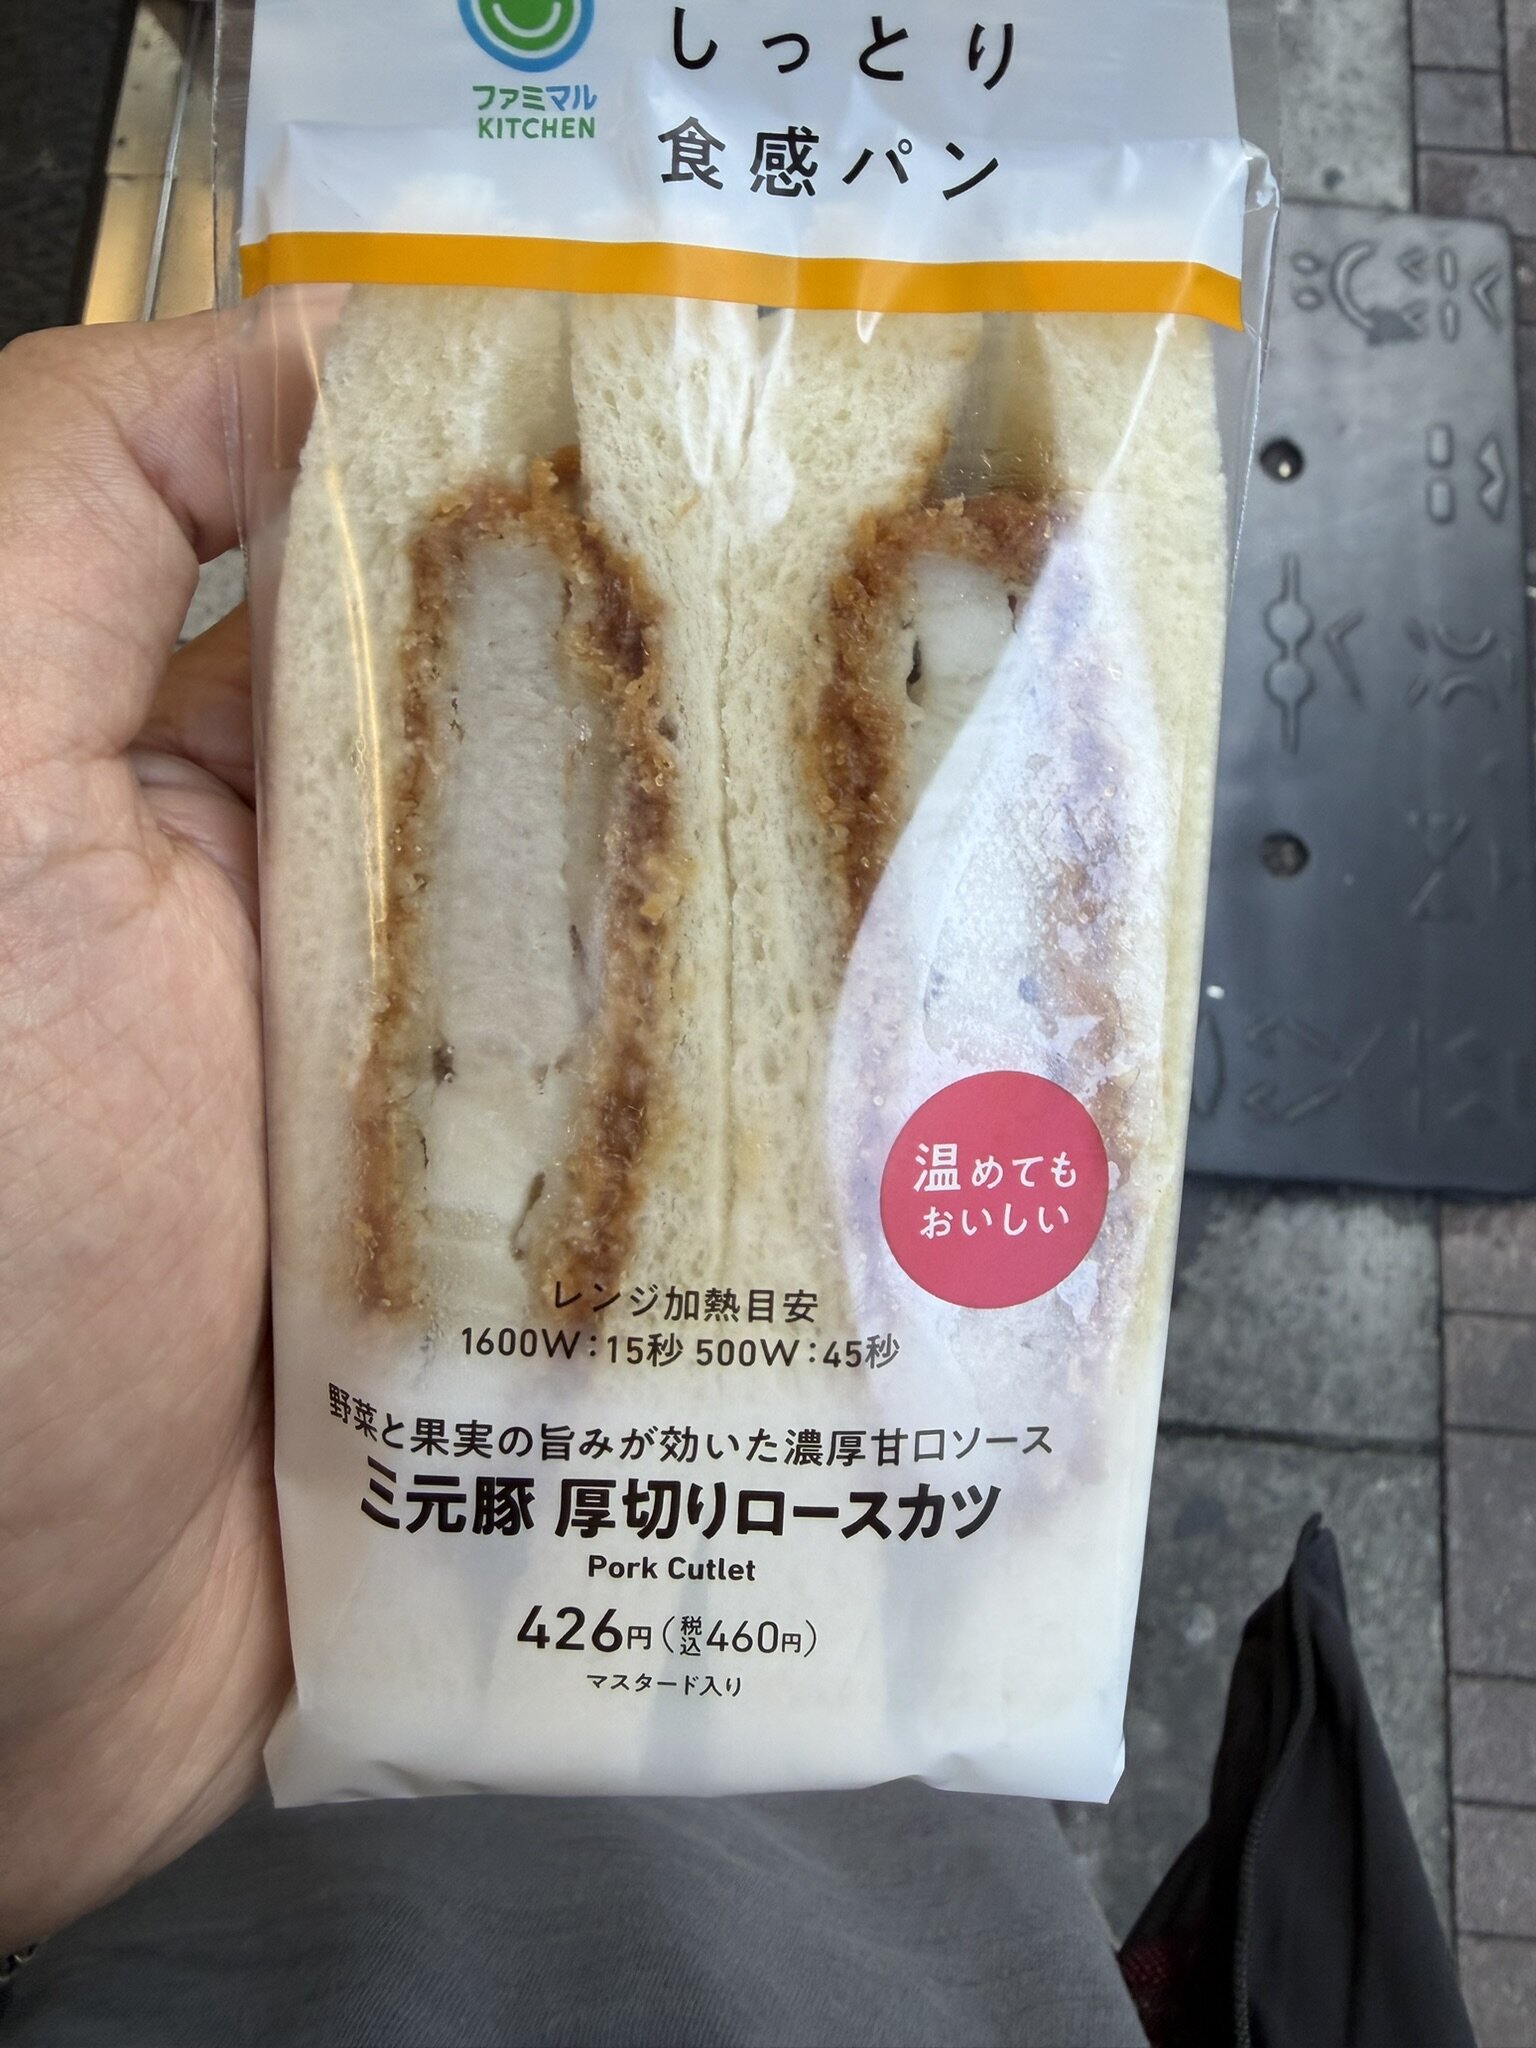 しっとり
ファミマル
KITCHEN
食感パン
温めても
おいしい
レンジ加熱目安
1600W：15秒 500W：45秒
野菜と果実の旨みが効いた濃厚甘口ソース
三元豚 厚切りロースカツ
Pork Cutlet
426円(税込460円)
マスタード入り